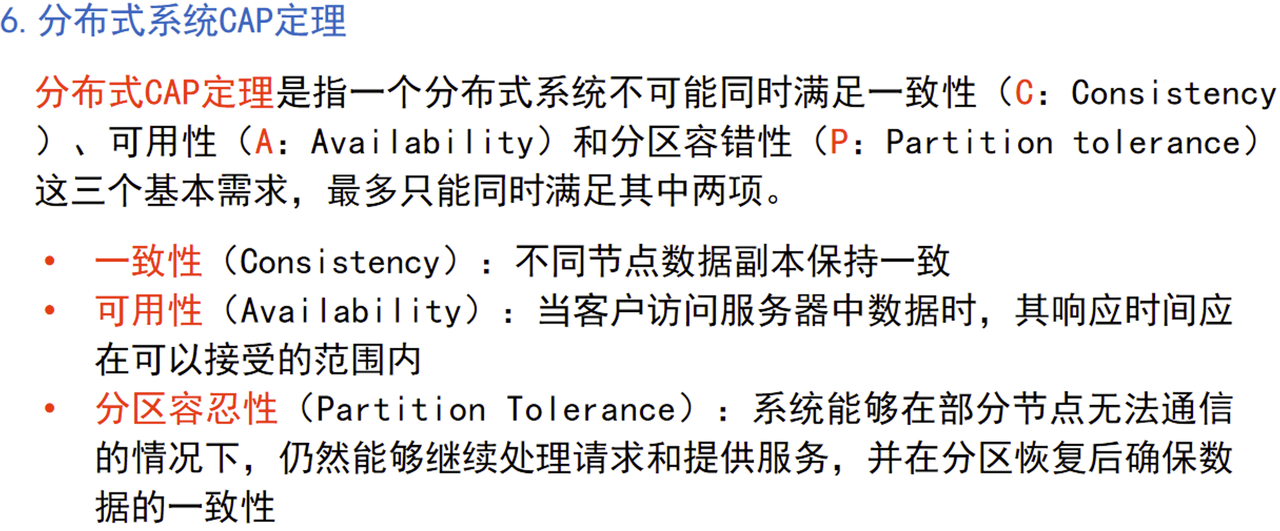 6. 分布式系统CAP定理
分布式CAP定理是指一个分布式系统不可能同时满足一致性（C：Consistency
）、可用性（A：Availability）和分区容错性（P：Partition tolerance）
这三个基本需求，最多只能同时满足其中两项。
• 一致性（Consistency）：不同节点数据副本保持一致
• 可用性（Availability）：当客户访问服务器中数据时，其响应时间应
在可以接受的范围内
• 分区容忍性（Partition Tolerance）：系统能够在部分节点无法通信
的情况下，仍然能够继续处理请求和提供服务，并在分区恢复后确保数
据的一致性